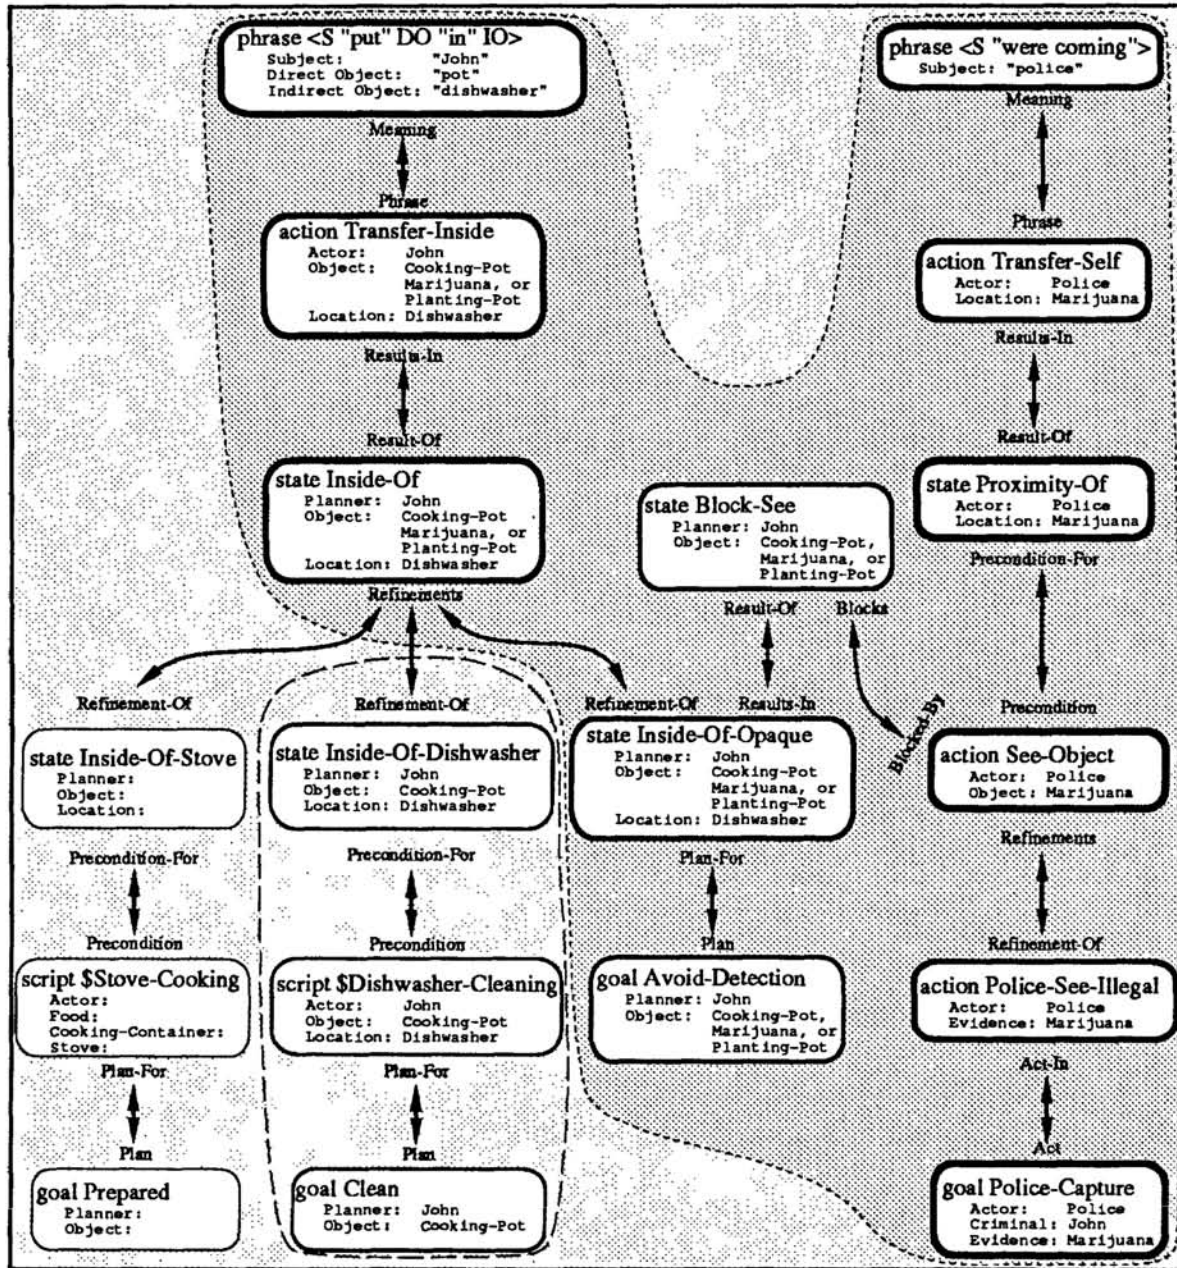 phrase <S "put" DO "in" IO>
Subject: "John"
Direct Object: "pot"
Indirect Object: "dishwasher"
Meaning
Phrase
action Transfer-Inside
Actor: John
Object: Cooking-Pot
Marijuana, or
Planting-Pot
Location: Dishwasher
Results-In
Result-Of
state Inside-Of
Planner: John
Object: Cooking-Pot
Marijuana, or
Planting-Pot
Location: Dishwasher
Refinements
phrase <S "were coming">
Subject: "police"
Meaning
Phrase
action Transfer-Self
Actor: Police
Location: Marijuana
Results-In
Result-Of
state Proximity-Of
Actor: Police
Location: Marijuana
Precondition-For
Precondition
state Block-See
Planner: John
Object: Cooking-Pot,
Marijuana, or
Planting-Pot
Result-Of
Blocks
Results-In
Blocked-By
Refinement-Of
state Inside-Of-Stove
Planner:
Object:
Location:
Precondition-For
Precondition
script $Stove-Cooking
Actor:
Food:
Cooking-Container:
Stove:
Plan-For
Plan
goal Prepared
Planner:
Object:
Refinement-Of
state Inside-Of-Dishwasher
Planner: John
Object: Cooking-Pot
Location: Dishwasher
Precondition-For
Precondition
script $Dishwasher-Cleaning
Actor: John
Object: Cooking-Pot
Location: Dishwasher
Plan-For
Plan
goal Clean
Planner: John
Object: Cooking-Pot
Refinement-Of
state Inside-Of-Opaque
Planner: John
Object: Cooking-Pot
Marijuana, or
Planting-Pot
Location: Dishwasher
Plan-For
Plan
goal Avoid-Detection
Planner: John
Object: Cooking-Pot,
Marijuana, or
Planting-Pot
action See-Object
Actor: Police
Object: Marijuana
Refinements
Refinement-Of
action Police-See-Illegal
Actor: Police
Evidence: Marijuana
Act-In
Act
goal Police-Capture
Actor: Police
Criminal: John
Evidence: Marijuana